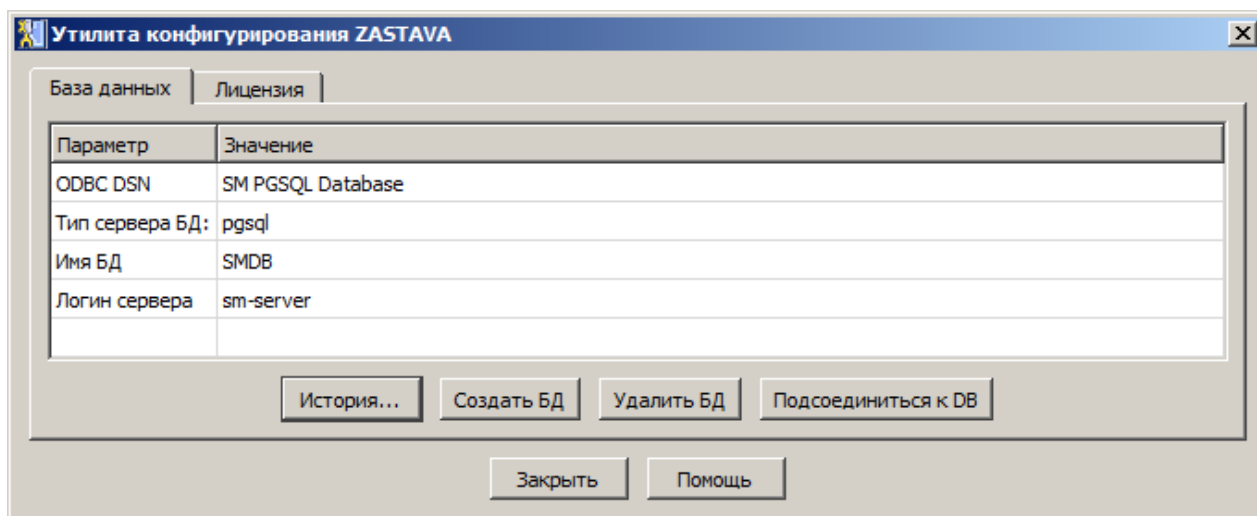 Утилита конфигурирования ZASTAVA
База данных Лицензия
Параметр Значение
ODBC DSN SM PGSQL Database
Тип сервера БД: pgsql
Имя БД SMDB
Логин сервера sm-server
История... Создать БД Удалить БД Подсоединиться к DB
Закрыть Помощь